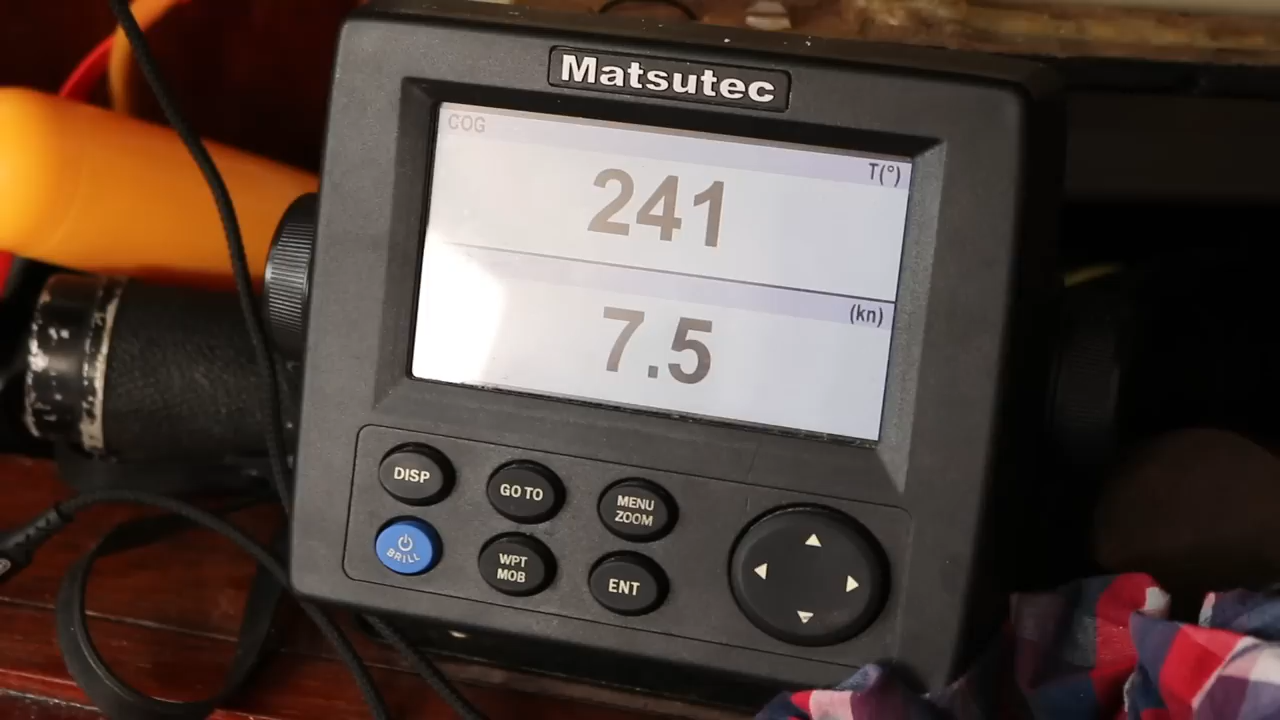 Matsutec
COG
T(°)
241
(kn)
7.5
DISP
GO TO
MENU
ZOOM
BRILL
WPT
MOB
ENT